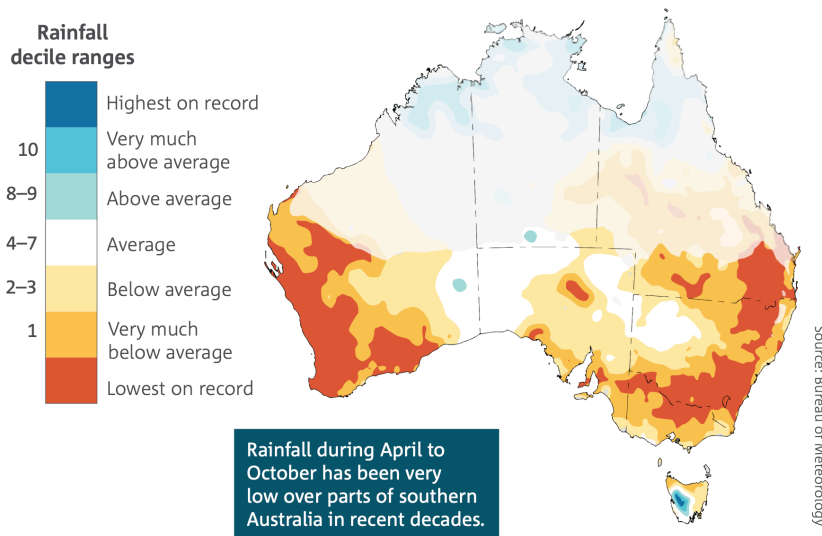 Rainfall
decile ranges
Highest on record
10
Very much
above average
8–9
Above average
4–7
Average
2–3
Below average
1
Very much
below average
Lowest on record
Rainfall during April to
October has been very
low over parts of southern
Australia in recent decades.
Source: Bureau of Meteorology